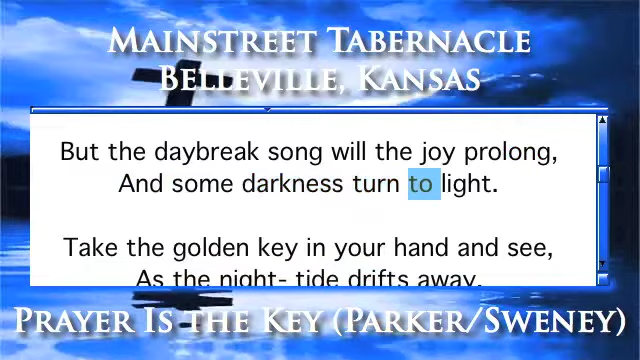 MAINSTREET TABERNACLE
BELLEVILLE, KANSAS
But the daybreak song will the joy prolong,
And some darkness turn to light.
Take the golden key in your hand and see,
As the night- tide drifts away,
PRAYER IS THE KEY (PARKER/SWENEY)